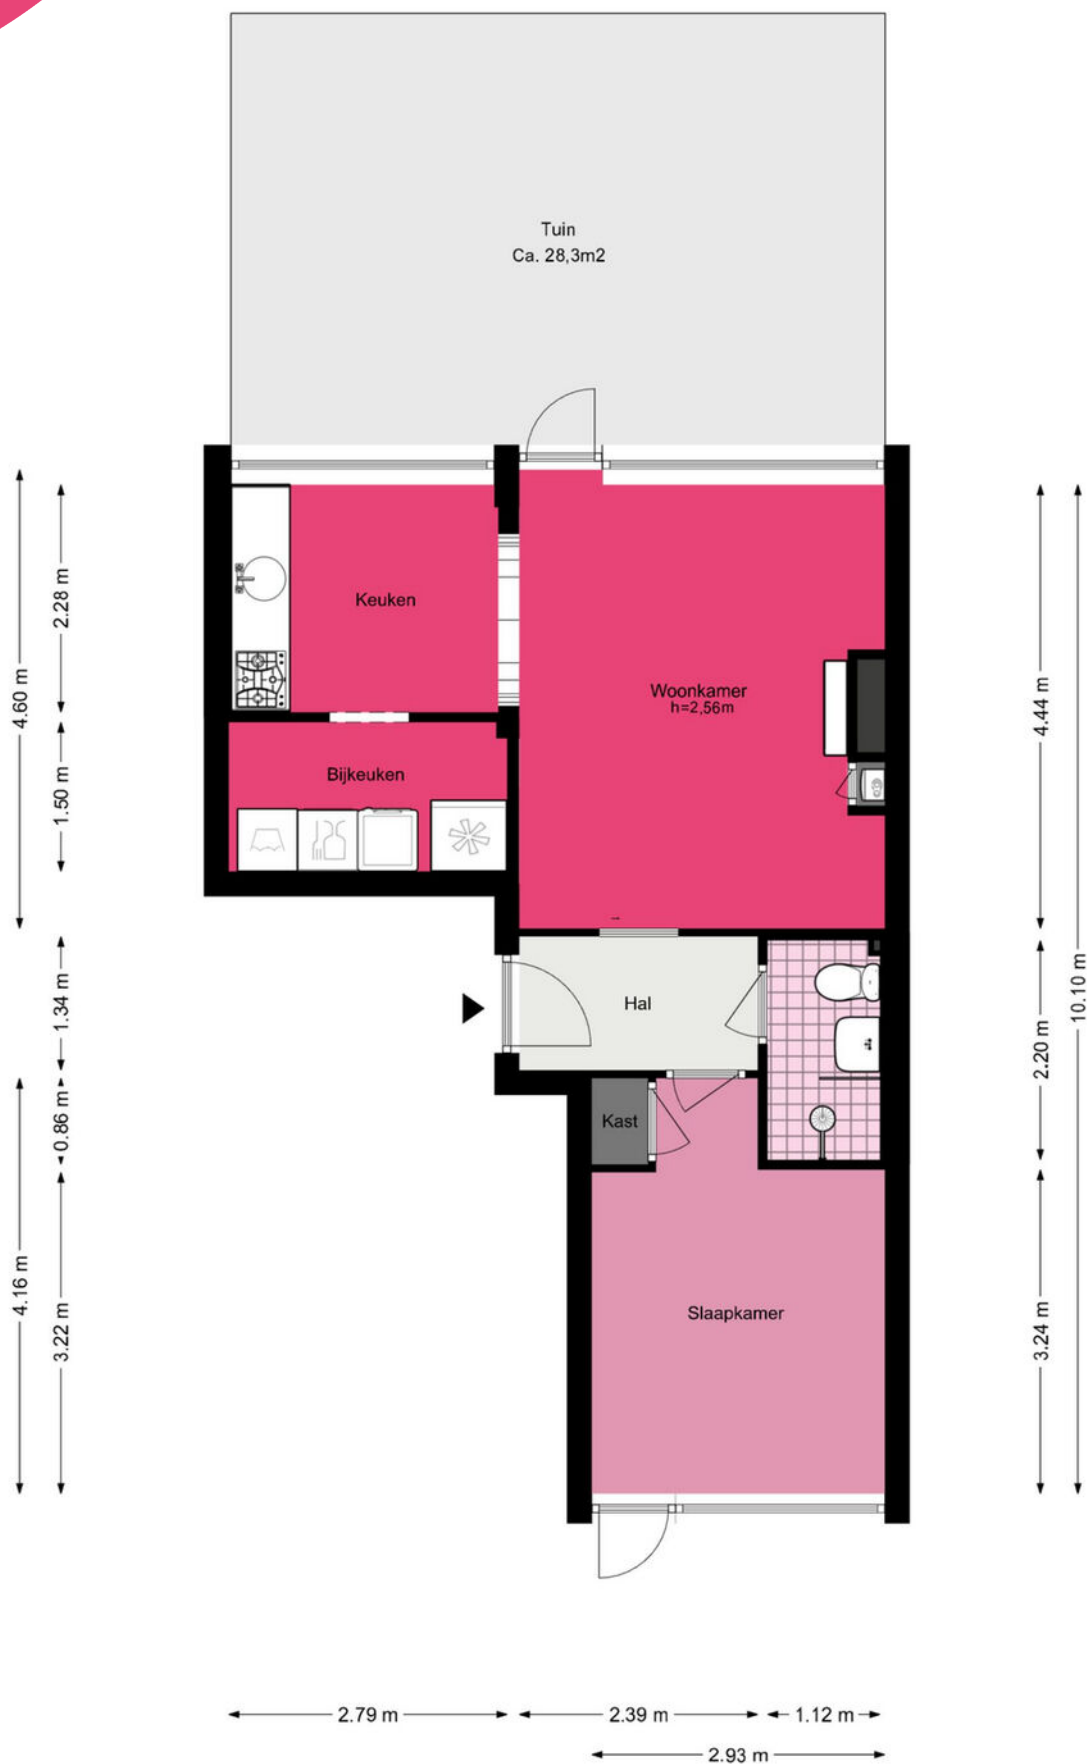 Tuin
Ca. 28,3m2
Keuken
Woonkamer
h=2,56m
Bijkeuken
Hal
Kast
Slaapkamer
4.60 m
2.28 m
1.50 m
1.34 m
0.86 m
4.16 m
3.22 m
4.44 m
10.10 m
2.20 m
3.24 m
2.79 m
2.39 m
1.12 m
2.93 m